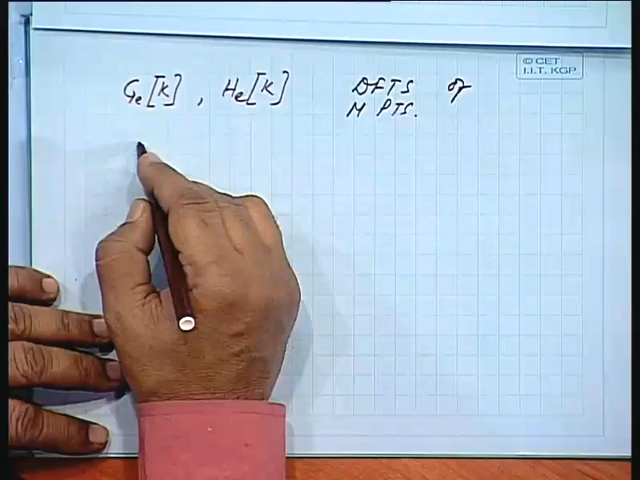 Ge[K], He[K] DFTS of
M PTS.
© CET
I.I.T. KGP